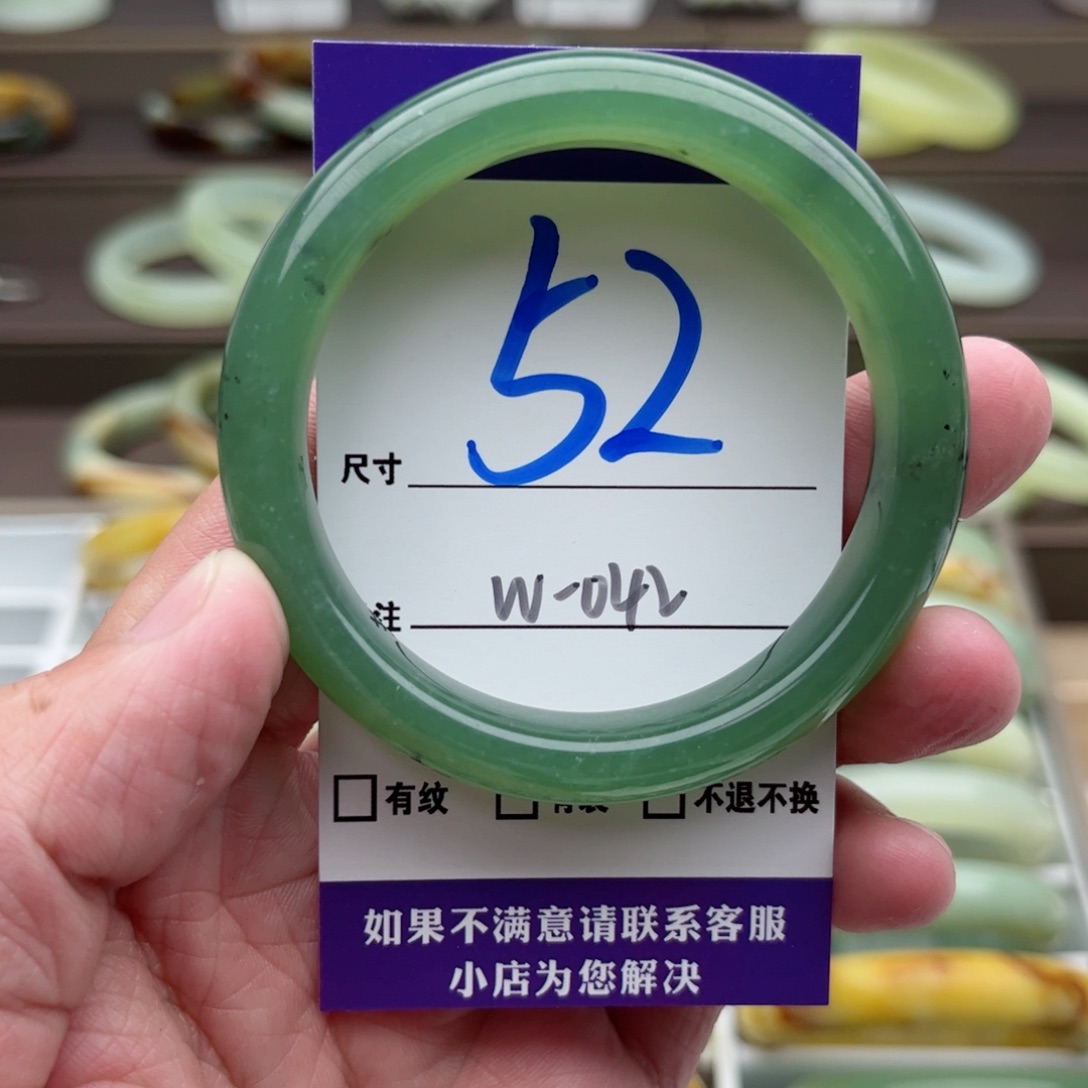 52
尺寸
注 W-042
有纹 不退不换
如果不满意请联系客服
小店为您解决